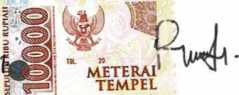 SEPULUH RIBU RUPIAH
10000
TGL. 20
METERAI
TEMPEL